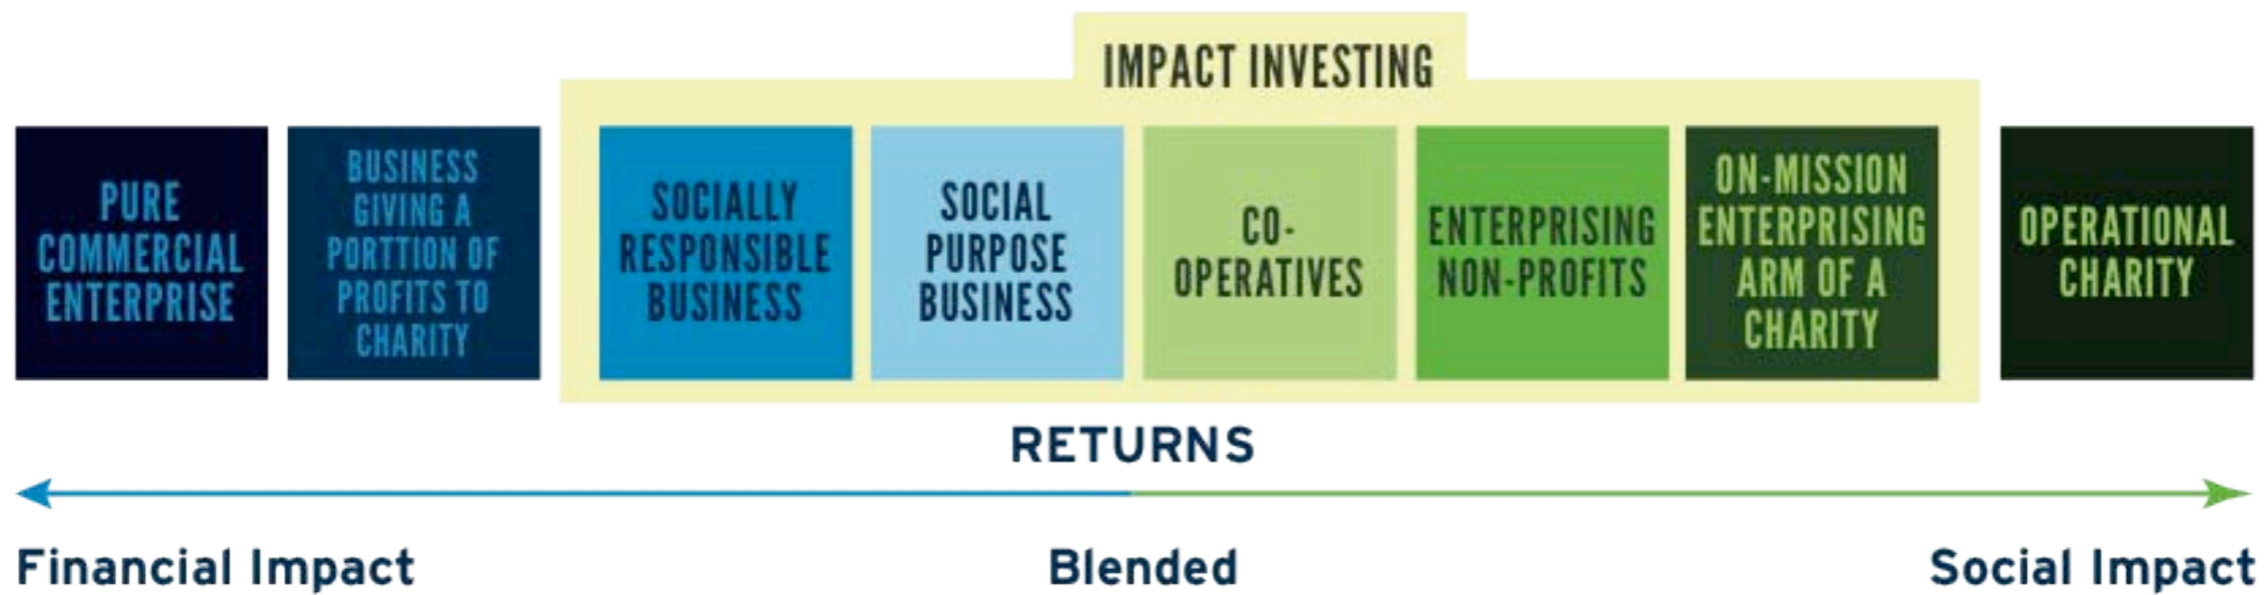 IMPACT INVESTING
PURE
COMMERCIAL
ENTERPRISE
BUSINESS
GIVING A
PORTTION OF
PROFITS TO
CHARITY
SOCIALLY
RESPONSIBLE
BUSINESS
SOCIAL
PURPOSE
BUSINESS
CO-
OPERATIVES
ENTERPRISING
NON-PROFITS
ON-MISSION
ENTERPRISING
ARM OF A
CHARITY
OPERATIONAL
CHARITY
RETURNS
Financial Impact
Blended
Social Impact